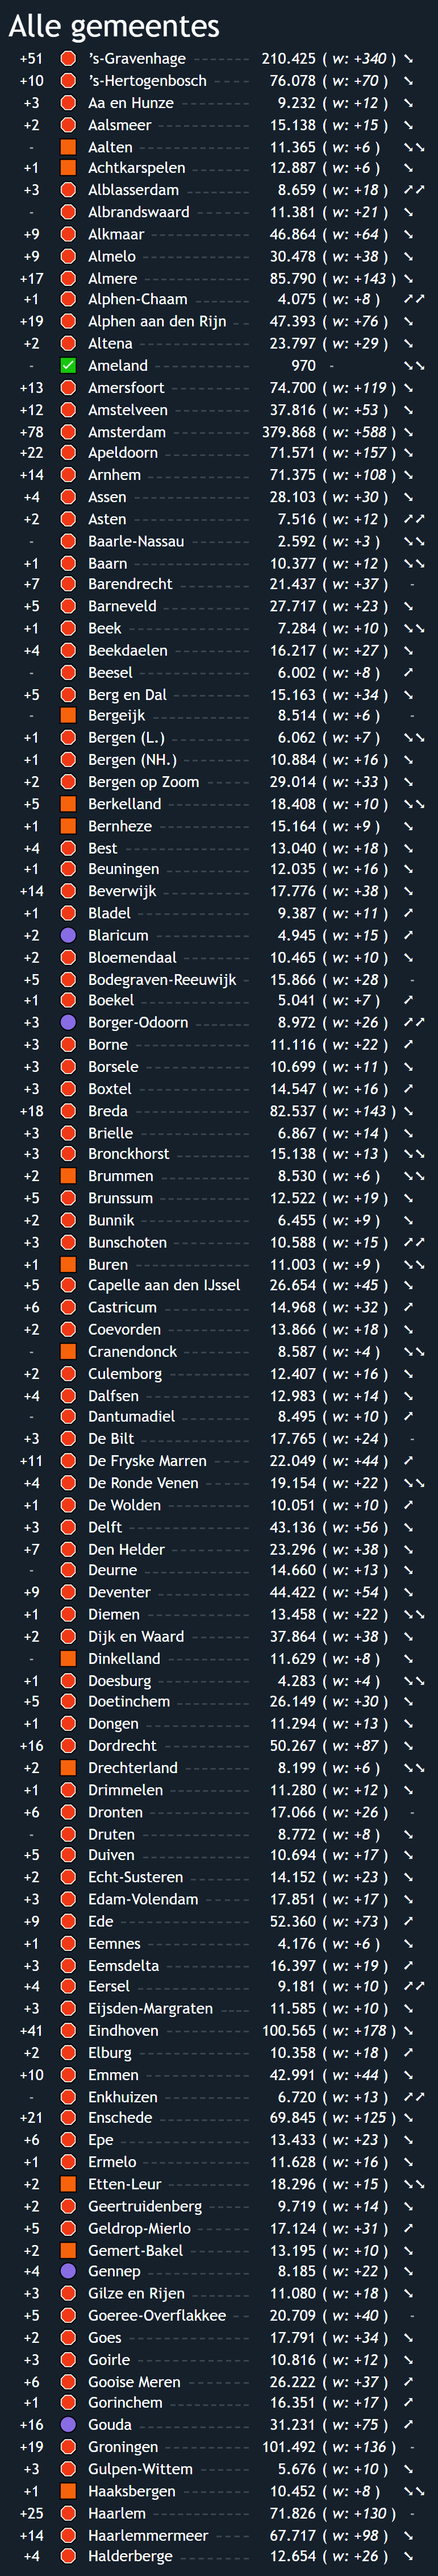 Alle gemeentes
+51 's-Gravenhage 210.425 ( w: +340 )
+10 's-Hertogenbosch 76.078 ( w: +70 )
+3 Aa en Hunze 9.232 ( w: +12 )
+2 Aalsmeer 15.138 ( w: +15 )
- Aalten 11.365 ( w: +6 )
+1 Achtkarspelen 12.887 ( w: +6 )
+3 Alblasserdam 8.659 ( w: +18 )
- Albrandswaard 11.381 ( w: +21 )
+9 Alkmaar 46.864 ( w: +64 )
+9 Almelo 30.478 ( w: +38 )
+17 Almere 85.790 ( w: +143 )
+1 Alphen-Chaam 4.075 ( w: +8 )
+19 Alphen aan den Rijn 47.393 ( w: +76 )
+2 Altena 23.797 ( w: +29 )
- Ameland 970 -
+13 Amersfoort 74.700 ( w: +119 )
+12 Amstelveen 37.816 ( w: +53 )
+78 Amsterdam 379.868 ( w: +588 )
+22 Apeldoorn 71.571 ( w: +157 )
+14 Arnhem 71.375 ( w: +108 )
+4 Assen 28.103 ( w: +30 )
+2 Asten 7.516 ( w: +12 )
- Baarle-Nassau 2.592 ( w: +3 )
+1 Baarn 10.377 ( w: +12 )
+7 Barendrecht 21.437 ( w: +37 ) -
+5 Barneveld 27.717 ( w: +23 )
+1 Beek 7.284 ( w: +10 )
+4 Beekdaelen 16.217 ( w: +27 )
- Beesel 6.002 ( w: +8 )
+5 Berg en Dal 15.163 ( w: +34 )
- Bergeijk 8.514 ( w: +6 ) -
+1 Bergen (L.) 6.062 ( w: +7 )
+1 Bergen (NH.) 10.884 ( w: +16 )
+2 Bergen op Zoom 29.014 ( w: +33 )
+5 Berkelland 18.408 ( w: +10 )
+1 Bernheze 15.164 ( w: +9 )
+4 Best 13.040 ( w: +18 )
+1 Beuningen 12.035 ( w: +16 )
+14 Beverwijk 17.776 ( w: +38 )
+1 Bladel 9.387 ( w: +11 )
+2 Blaricum 4.945 ( w: +15 )
+2 Bloemendaal 10.465 ( w: +10 )
+5 Bodegraven-Reeuwijk 15.866 ( w: +28 ) -
+1 Boekel 5.041 ( w: +7 )
+3 Borger-Odoorn 8.972 ( w: +26 )
+3 Borne 11.116 ( w: +22 )
+3 Borsele 10.699 ( w: +11 )
+3 Boxtel 14.547 ( w: +16 )
+18 Breda 82.537 ( w: +143 )
+3 Brielle 6.867 ( w: +14 )
+3 Bronckhorst 15.138 ( w: +13 )
+2 Brummen 8.530 ( w: +6 )
+5 Brunssum 12.522 ( w: +19 )
+2 Bunnik 6.455 ( w: +9 )
+3 Bunschoten 10.588 ( w: +15 )
+1 Buren 11.003 ( w: +9 )
+5 Capelle aan den IJssel 26.654 ( w: +45 )
+6 Castricum 14.968 ( w: +32 )
+2 Coevorden 13.866 ( w: +18 )
- Cranendonck 8.587 ( w: +4 )
+2 Culemborg 12.407 ( w: +16 )
+4 Dalfsen 12.983 ( w: +14 )
- Dantumadiel 8.495 ( w: +10 )
+3 De Bilt 17.765 ( w: +24 ) -
+11 De Fryske Marren 22.049 ( w: +44 )
+4 De Ronde Venen 19.154 ( w: +22 )
+1 De Wolden 10.051 ( w: +10 )
+3 Delft 43.136 ( w: +56 )
+7 Den Helder 23.296 ( w: +38 )
- Deurne 14.660 ( w: +13 )
+9 Deventer 44.422 ( w: +54 )
+1 Diemen 13.458 ( w: +22 )
+2 Dijk en Waard 37.864 ( w: +38 )
- Dinkelland 11.629 ( w: +8 )
+1 Doesburg 4.283 ( w: +4 )
+5 Doetinchem 26.149 ( w: +30 )
+1 Dongen 11.294 ( w: +13 )
+16 Dordrecht 50.267 ( w: +87 )
+2 Drechterland 8.199 ( w: +6 )
+1 Drimmelen 11.280 ( w: +12 )
+6 Dronten 17.066 ( w: +26 ) -
- Druten 8.772 ( w: +8 )
+5 Duiven 10.694 ( w: +17 )
+2 Echt-Susteren 14.152 ( w: +23 )
+3 Edam-Volendam 17.851 ( w: +17 )
+9 Ede 52.360 ( w: +73 )
+1 Eemnes 4.176 ( w: +6 )
+3 Eemsdelta 16.397 ( w: +19 )
+4 Eersel 9.181 ( w: +10 )
+3 Eijsden-Margraten 11.585 ( w: +10 )
+41 Eindhoven 100.565 ( w: +178 )
+2 Elburg 10.358 ( w: +18 )
+10 Emmen 42.991 ( w: +44 )
- Enkhuizen 6.720 ( w: +13 )
+21 Enschede 69.845 ( w: +125 )
+6 Epe 13.433 ( w: +23 )
+1 Ermelo 11.628 ( w: +16 )
+2 Etten-Leur 18.296 ( w: +15 )
+2 Geertruidenberg 9.719 ( w: +14 )
+5 Geldrop-Mierlo 17.124 ( w: +31 )
+2 Gemert-Bakel 13.195 ( w: +10 )
+4 Gennep 8.185 ( w: +22 )
+3 Gilze en Rijen 11.080 ( w: +18 )
+5 Goeree-Overflakkee 20.709 ( w: +40 ) -
+2 Goes 17.791 ( w: +34 )
+3 Goirle 10.816 ( w: +12 )
+6 Gooise Meren 26.222 ( w: +37 )
+1 Gorinchem 16.351 ( w: +17 )
+16 Gouda 31.231 ( w: +75 )
+19 Groningen 101.492 ( w: +136 ) -
+3 Gulpen-Wittem 5.676 ( w: +10 )
+1 Haaksbergen 10.452 ( w: +8 )
+25 Haarlem 71.826 ( w: +130 ) -
+14 Haarlemmermeer 67.717 ( w: +98 )
+4 Halderberge 12.654 ( w: +26 )